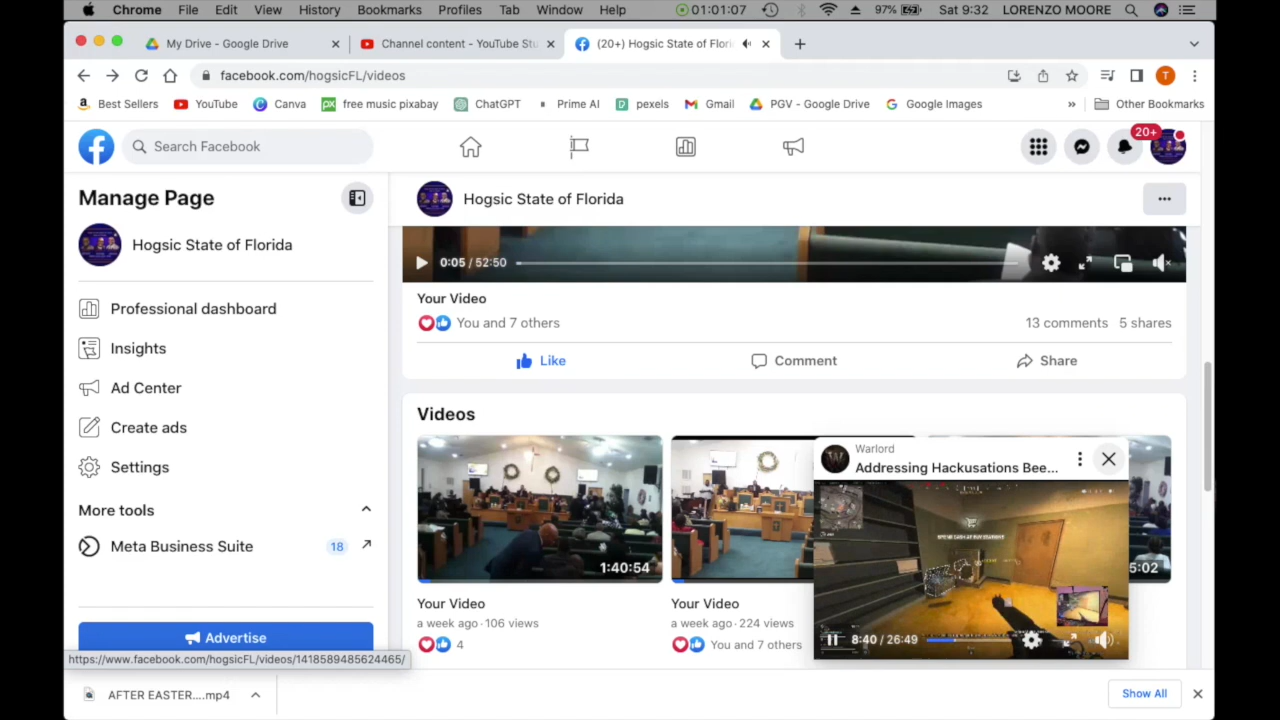 Chrome File Edit View History Bookmarks Profiles Tab Window Help 01:01:07 97% Sat 9:32 LORENZO MOORE
My Drive - Google Drive Channel content - YouTube Stu (20+) Hogsic State of Flori
facebook.com/hogsicFL/videos T
Best Sellers YouTube Canva free music pixabay ChatGPT Prime AI pexels Gmail PGV - Google Drive Google Images » Other Bookmarks
Search Facebook 20+
Manage Page
Hogsic State of Florida
Hogsic State of Florida
Professional dashboard
Insights
Ad Center
Create ads
Settings
More tools
Meta Business Suite 18
Advertise
https://www.facebook.com/hogsicFL/videos/1418589485624465/
0:05 / 52:50
Your Video
You and 7 others 13 comments 5 shares
Like Comment Share
Videos
1:40:54
Your Video
a week ago · 106 views
4
Your Video
a week ago · 224 views
You and 7 others
5:02
Warlord
Addressing Hackusations Bee...
8:40 / 26:49
AFTER EASTER....mp4 Show All